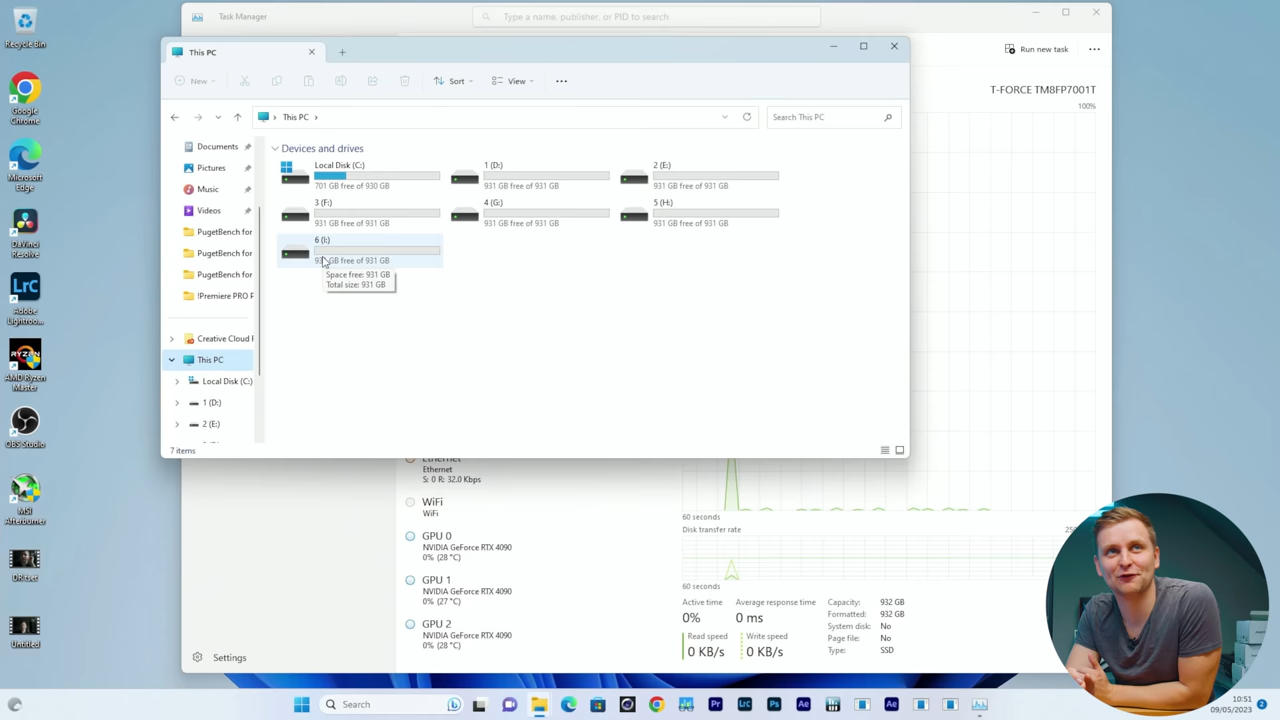 Recycle Bin
Google
Chrome
Microsoft
Edge
DaVinci
Resolve
Adobe
Lightroo...
AMD Ryzen
Master
OBS Studio
MSI
Afterburner
DR test
Untitled
Task Manager
Type a name, publisher, or PID to search
Run new task
T-FORCE TM8FP7001T
100%
This PC
New
Sort
View
This PC
Search This PC
Documents
Pictures
Music
Videos
PugetBench for
PugetBench for
PugetBench for
!Premiere PRO P
Creative Cloud F
This PC
Local Disk (C:)
1 (D:)
2 (E:)
Devices and drives
Local Disk (C:)
701 GB free of 930 GB
1 (D:)
931 GB free of 931 GB
2 (E:)
931 GB free of 931 GB
3 (F:)
931 GB free of 931 GB
4 (G:)
931 GB free of 931 GB
5 (H:)
931 GB free of 931 GB
6 (I:)
931 GB free of 931 GB
Space free: 931 GB
Total size: 931 GB
7 items
Ethernet
Ethernet
S: 0 R: 32.0 Kbps
WiFi
WiFi
GPU 0
NVIDIA GeForce RTX 4090
0% (28 °C)
GPU 1
NVIDIA GeForce RTX 4090
0% (27 °C)
GPU 2
NVIDIA GeForce RTX 4090
0% (28 °C)
Settings
60 seconds
Disk transfer rate
60 seconds
Active time
0%
Average response time
0 ms
Read speed
0 KB/s
Write speed
0 KB/s
Capacity: 932 GB
Formatted: 932 GB
System disk: No
Page file: No
Type: SSD
Search
Pr
Lrc
Ps
Ae
Ae
10:51
09/05/2023
2